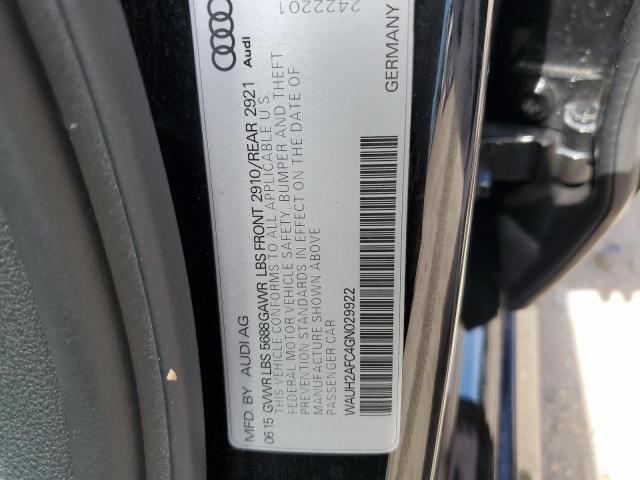 MFD. BY AUDI AG
0615 GVWR LBS 5688 GAWR LBS FRONT 2910/REAR 2921
THIS VEHICLE CONFORMS TO ALL APPLICABLE U S
FEDERAL MOTOR VEHICLE SAFETY, BUMPER AND THEFT
PREVENTION STANDARDS IN EFFECT ON THE DATE OF
MANUFACTURE SHOWN ABOVE
PASSENGER CAR
WAUH2AFC4GN029922
Audi
2422201
GERMANY